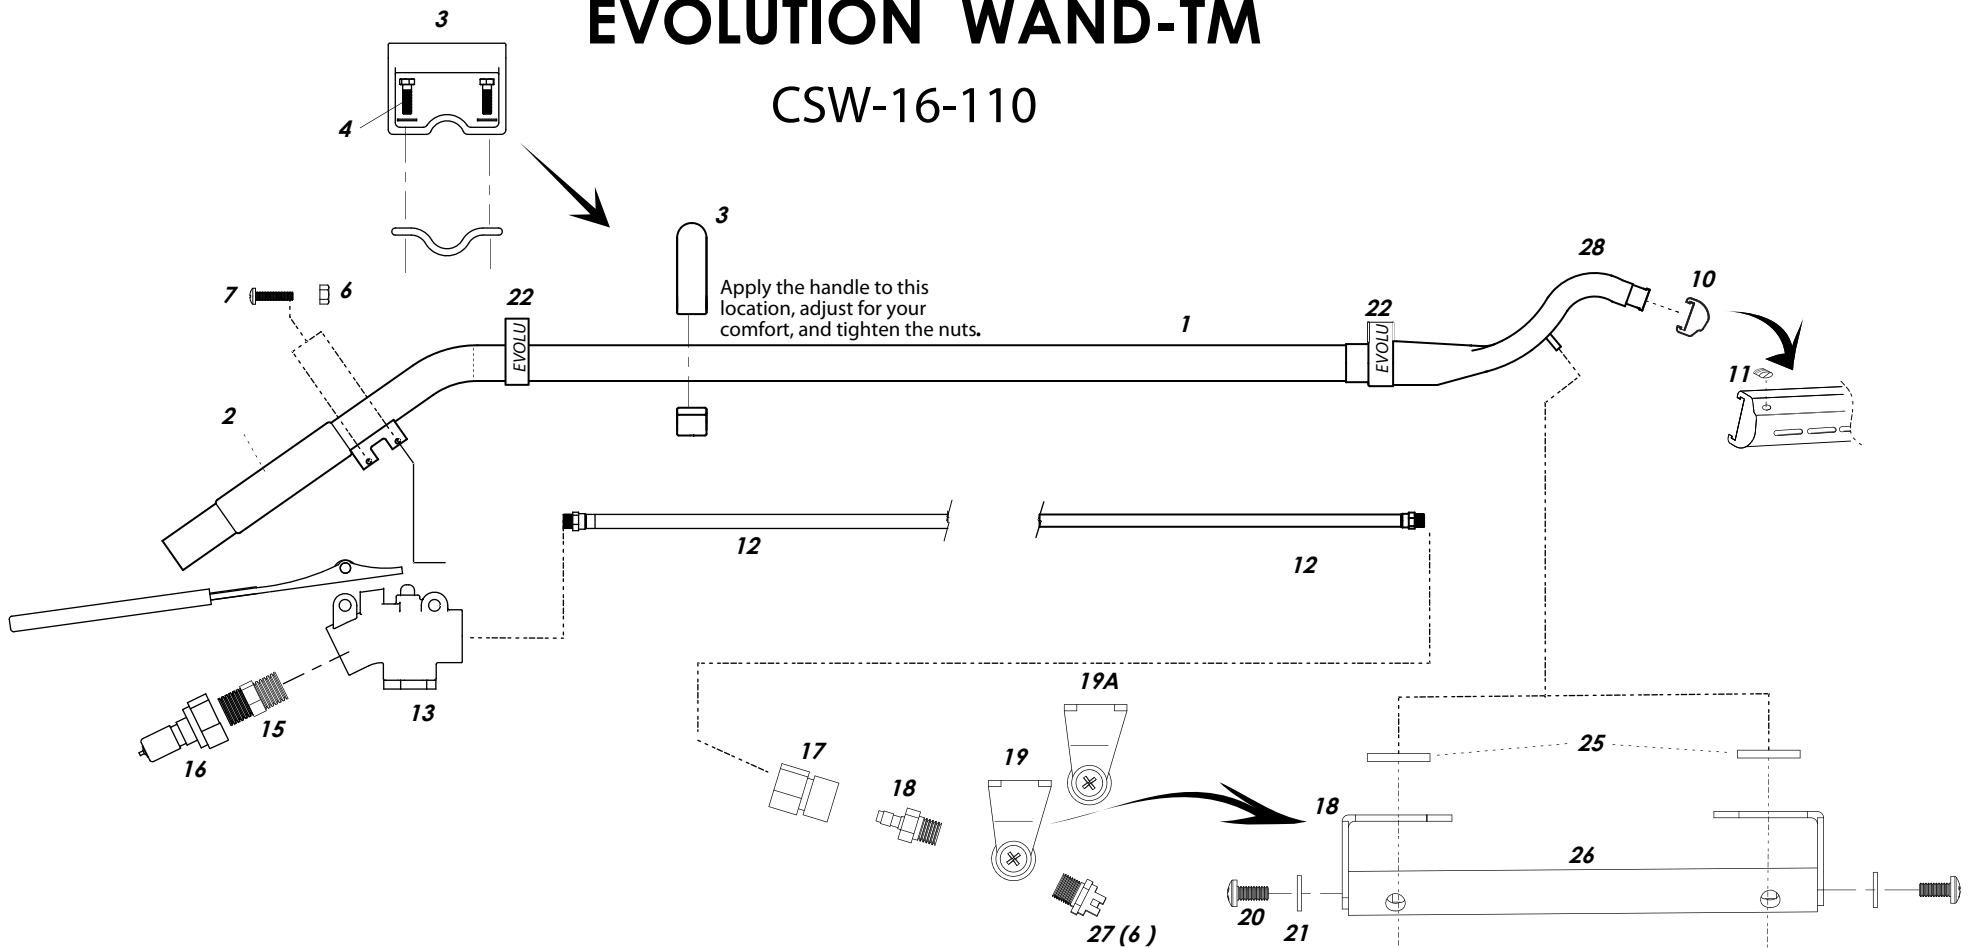 3
EVOLUTION WAND-TM
CSW-16-110
4
3
Apply the handle to this
location, adjust for your
comfort, and tighten the nuts.
28
10
7
6
22
EVOLU
1
22
EVOLU
11
2
12
12
19A
13
15
16
17
18
19
25
18
26
20
21
27 (6 )